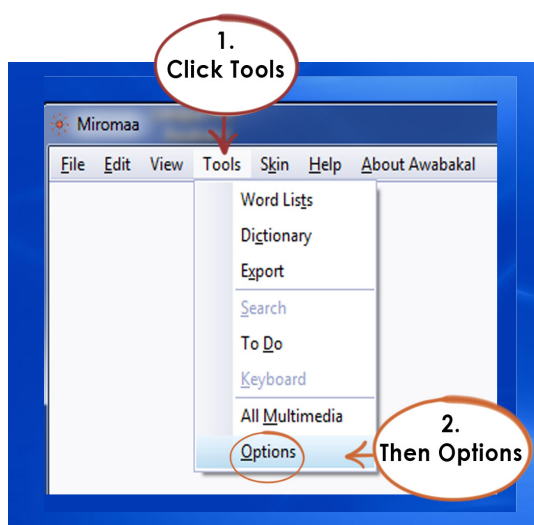 1.
Click Tools
Miromaa
File Edit View Tools Skin Help About Awabakal
Word Lists
Dictionary
Export
Search
To Do
Keyboard
All Multimedia
Options
2.
Then Options